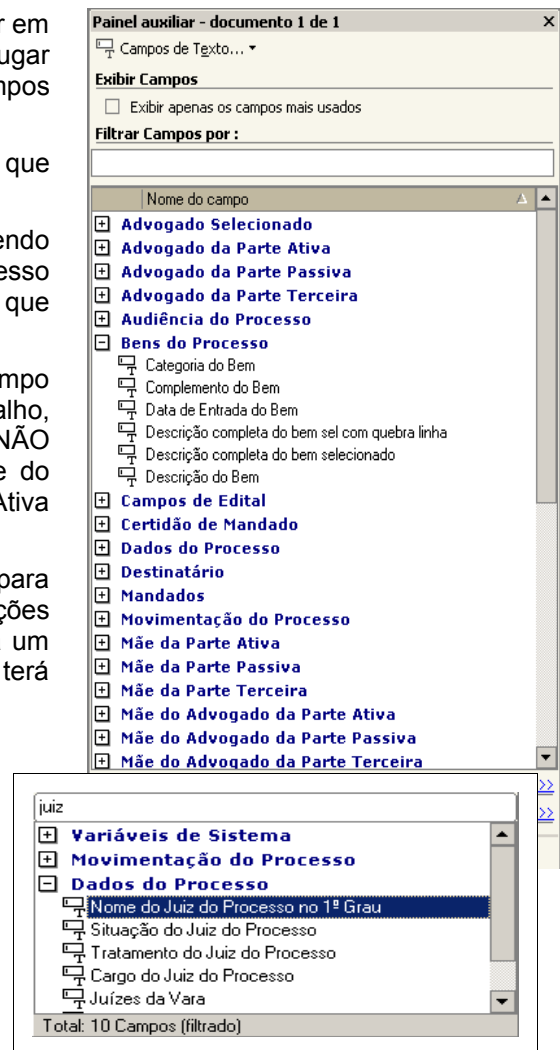 r em
ugar
npos
que
endo
esso
que
mpo
alho,
NÃO
e do
Ativa
para
ções
um
terá
Painel auxiliar - documento 1 de 1
Campos de Texto...
Exibir Campos
Exibir apenas os campos mais usados
Filtrar Campos por :
Nome do campo
Advogado Selecionado
Advogado da Parte Ativa
Advogado da Parte Passiva
Advogado da Parte Terceira
Audiência do Processo
Bens do Processo
Categoria do Bem
Complemento do Bem
Data de Entrada do Bem
Descrição completa do bem sel com quebra linha
Descrição completa do bem selecionado
Descrição do Bem
Campos de Edital
Certidão de Mandado
Dados do Processo
Destinatário
Mandados
Movimentação do Processo
Mãe da Parte Ativa
Mãe da Parte Passiva
Mãe da Parte Terceira
Mãe do Advogado da Parte Ativa
Mãe do Advogado da Parte Passiva
Mãe do Advogado da Parte Terceira
>>
>>
juiz
Variáveis de Sistema
Movimentação do Processo
Dados do Processo
Nome do Juiz do Processo no 1ª Grau
Situação do Juiz do Processo
Tratamento do Juiz do Processo
Cargo do Juiz do Processo
Juízes da Vara
Total: 10 Campos (filtrado)